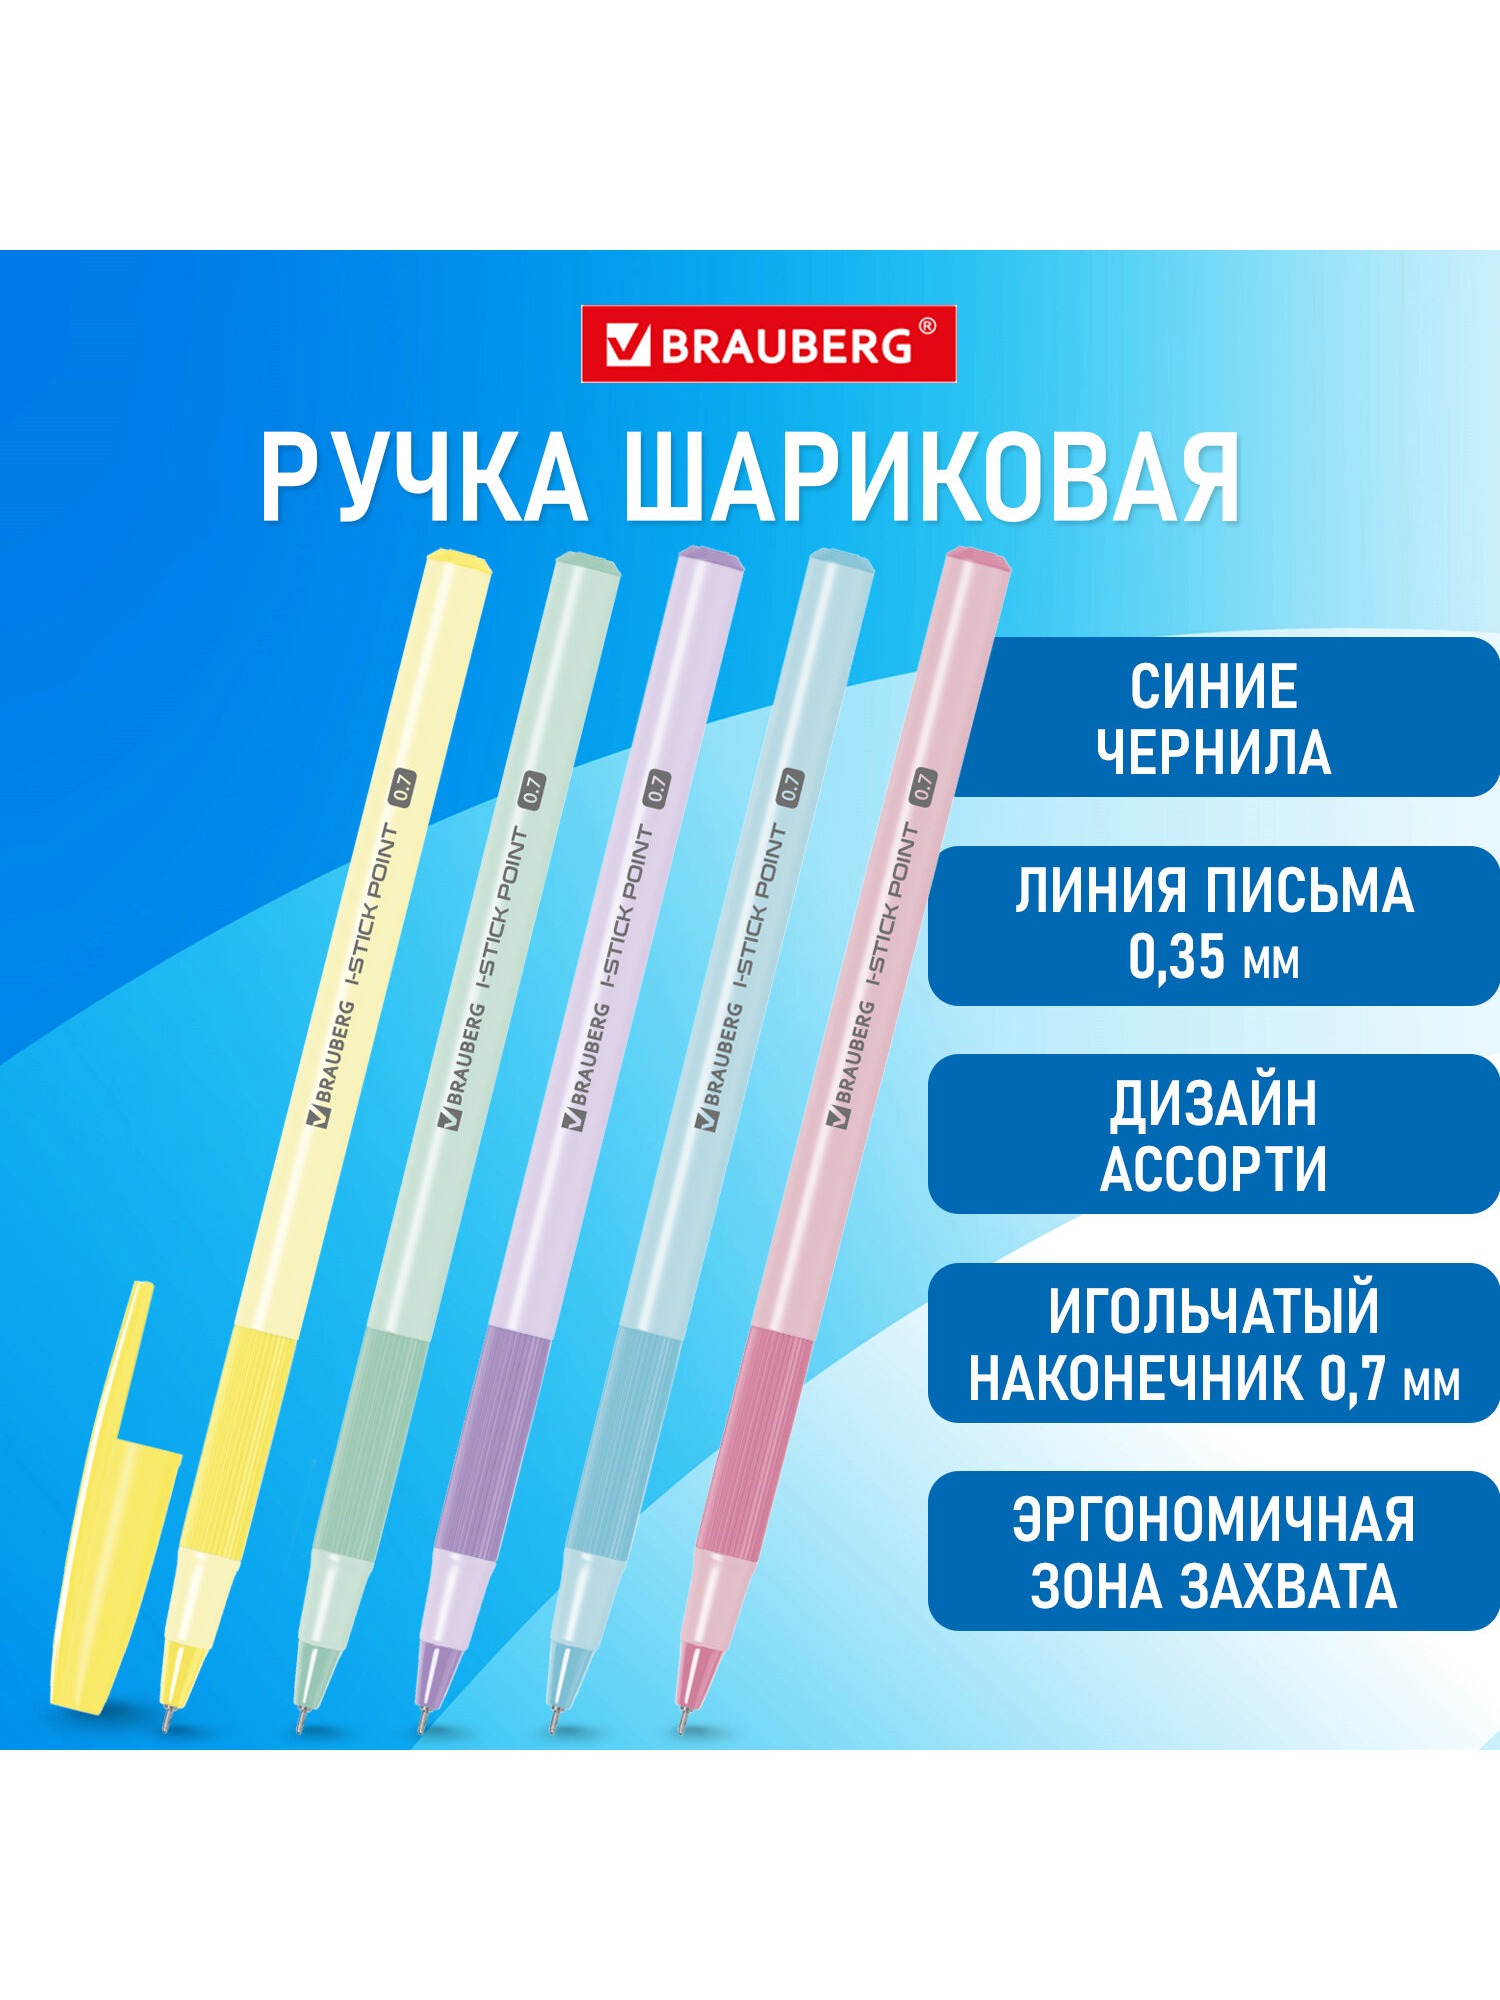 BRAUBERG®
РУЧКА ШАРИКОВАЯ
BRAUBERG I-STICK POINT 0.7
BRAUBERG I-STICK POINT 0.7
BRAUBERG I-STICK POINT 0.7
BRAUBERG I-STICK POINT 0.7
BRAUBERG I-STICK POINT 0.7
СИНИЕ
ЧЕРНИЛА
ЛИНИЯ ПИСЬМА
0,35 мм
ДИЗАЙН
АССОРТИ
ИГОЛЬЧАТЫЙ
НАКОНЕЧНИК 0,7 мм
ЭРГОНОМИЧНАЯ
ЗОНА ЗАХВАТА